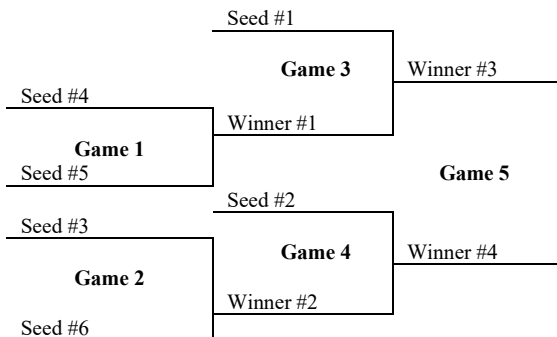 Seed #1
Game 3
Winner #3
Seed #4
Winner #1
Game 1
Seed #5
Game 5
Seed #2
Seed #3
Game 4
Winner #4
Game 2
Winner #2
Seed #6